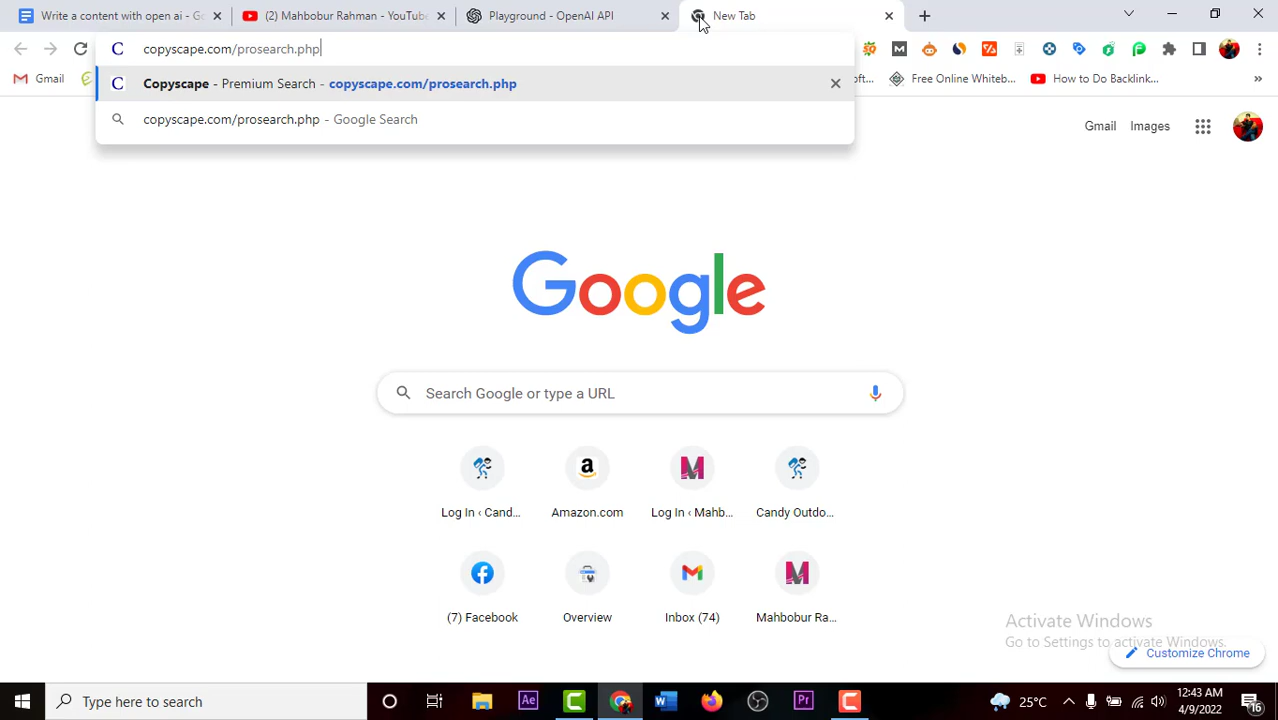 Write a content with open ai - G
(2) Mahbobur Rahman - YouTube
Playground - OpenAI API
New Tab
copyscape.com/prosearch.php
Copyscape - Premium Search - copyscape.com/prosearch.php
copyscape.com/prosearch.php - Google Search
Gmail
soft...
Free Online Whiteb...
How to Do Backlink...
»
Gmail
Images
Google
Search Google or type a URL
Log In ‹ Cand...
Amazon.com
Log In ‹ Mahb...
Candy Outdo...
(7) Facebook
Overview
Inbox (74)
Mahbobur Ra...
Activate Windows
Go to Settings to activate Windows.
Customize Chrome
Type here to search
Ae
Pr
25°C
12:43 AM
4/9/2022
16